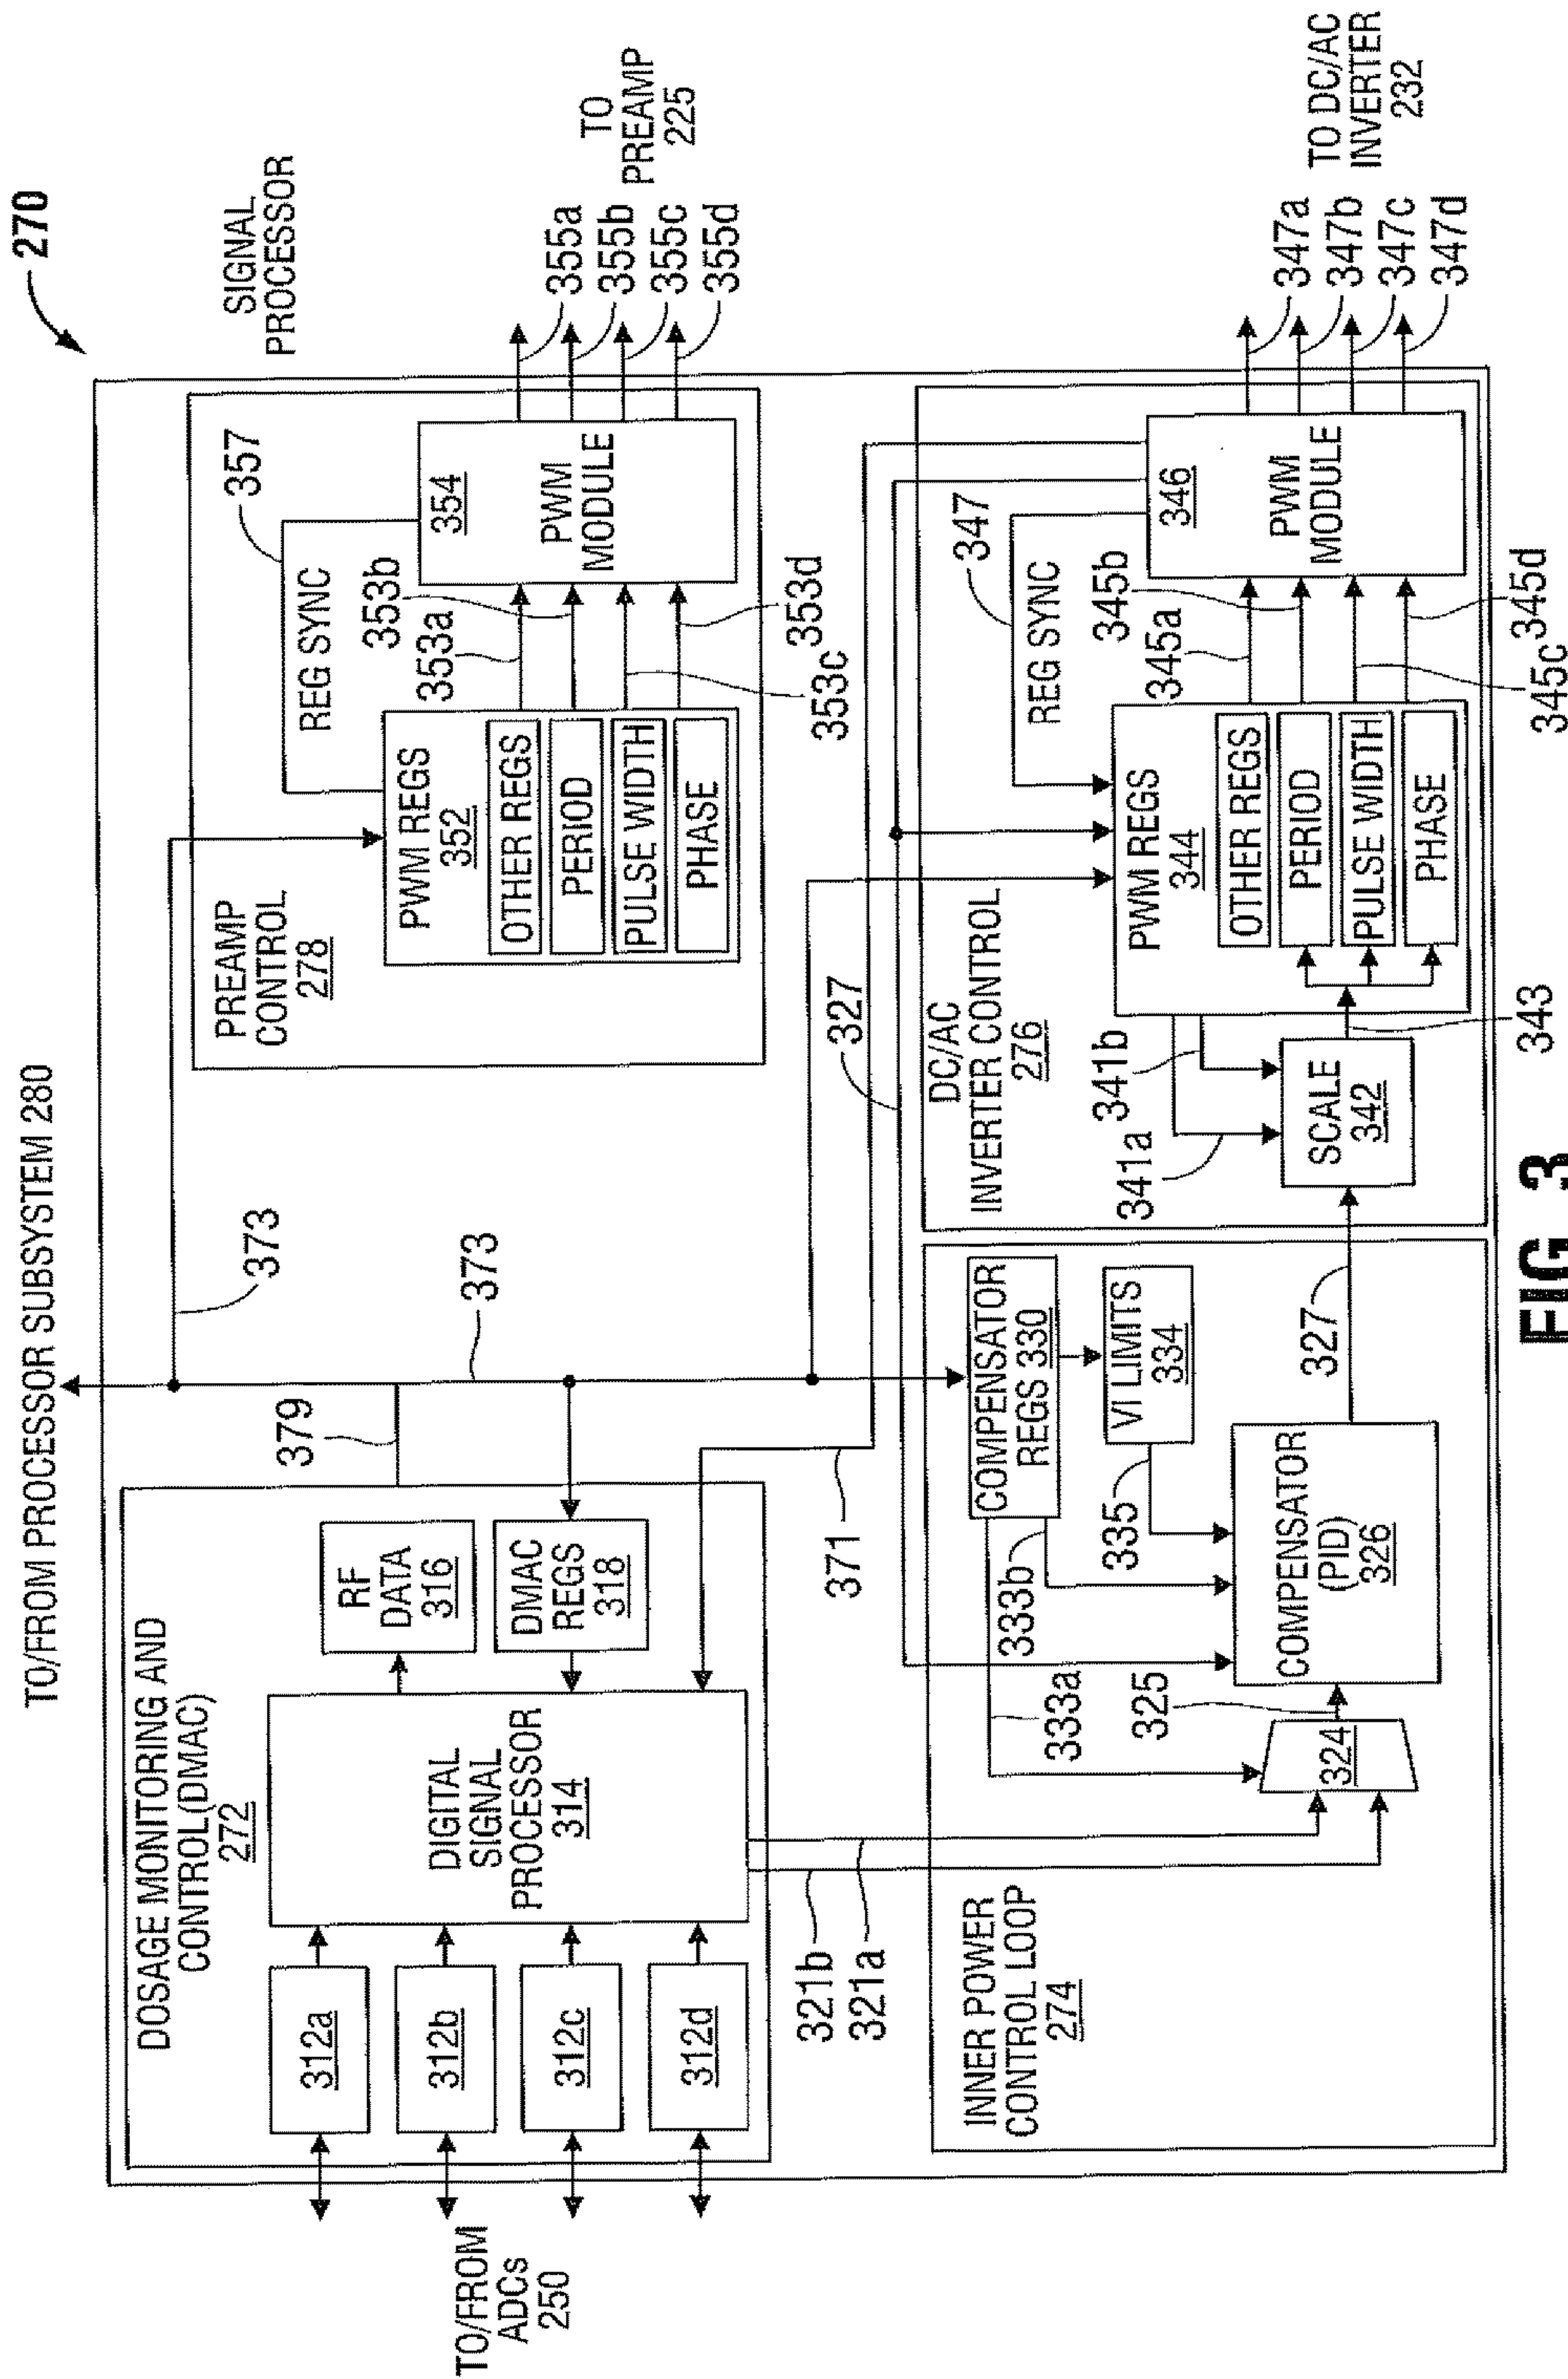 270
SIGNAL
PROCESSOR
TO/FROM PROCESSOR SUBSYSTEM 280
DOSAGE MONITORING AND
CONTROL(DMAC)
272
312a
312b
312c
312d
TO/FROM
ADCs
250
DIGITAL
SIGNAL
PROCESSOR
314
RF
DATA
316
DMAC
REGS
318
379
373
373
371
321b
321a
PREAMP
CONTROL
278
PWM REGS
352
OTHER REGS
PERIOD
PULSE WIDTH
PHASE
REG SYNC
357
353a
353b
353c
353d
354
PWM
MODULE
355a
355b
355c
355d
TO
PREAMP
225
INNER POWER
CONTROL LOOP
274
COMPENSATOR
REGS 330
VI LIMITS
334
333a
333b
335
325
324
COMPENSATOR
(PID)
326
327
327
DC/AC
INVERTER CONTROL
276
341a
341b
SCALE
342
343
PWM REGS
344
OTHER REGS
PERIOD
PULSE WIDTH
PHASE
REG SYNC
347
345a
345b
345c
345d
346
PWM
MODULE
347a
347b
347c
347d
TO DC/AC
INVERTER
232
FIG. 3